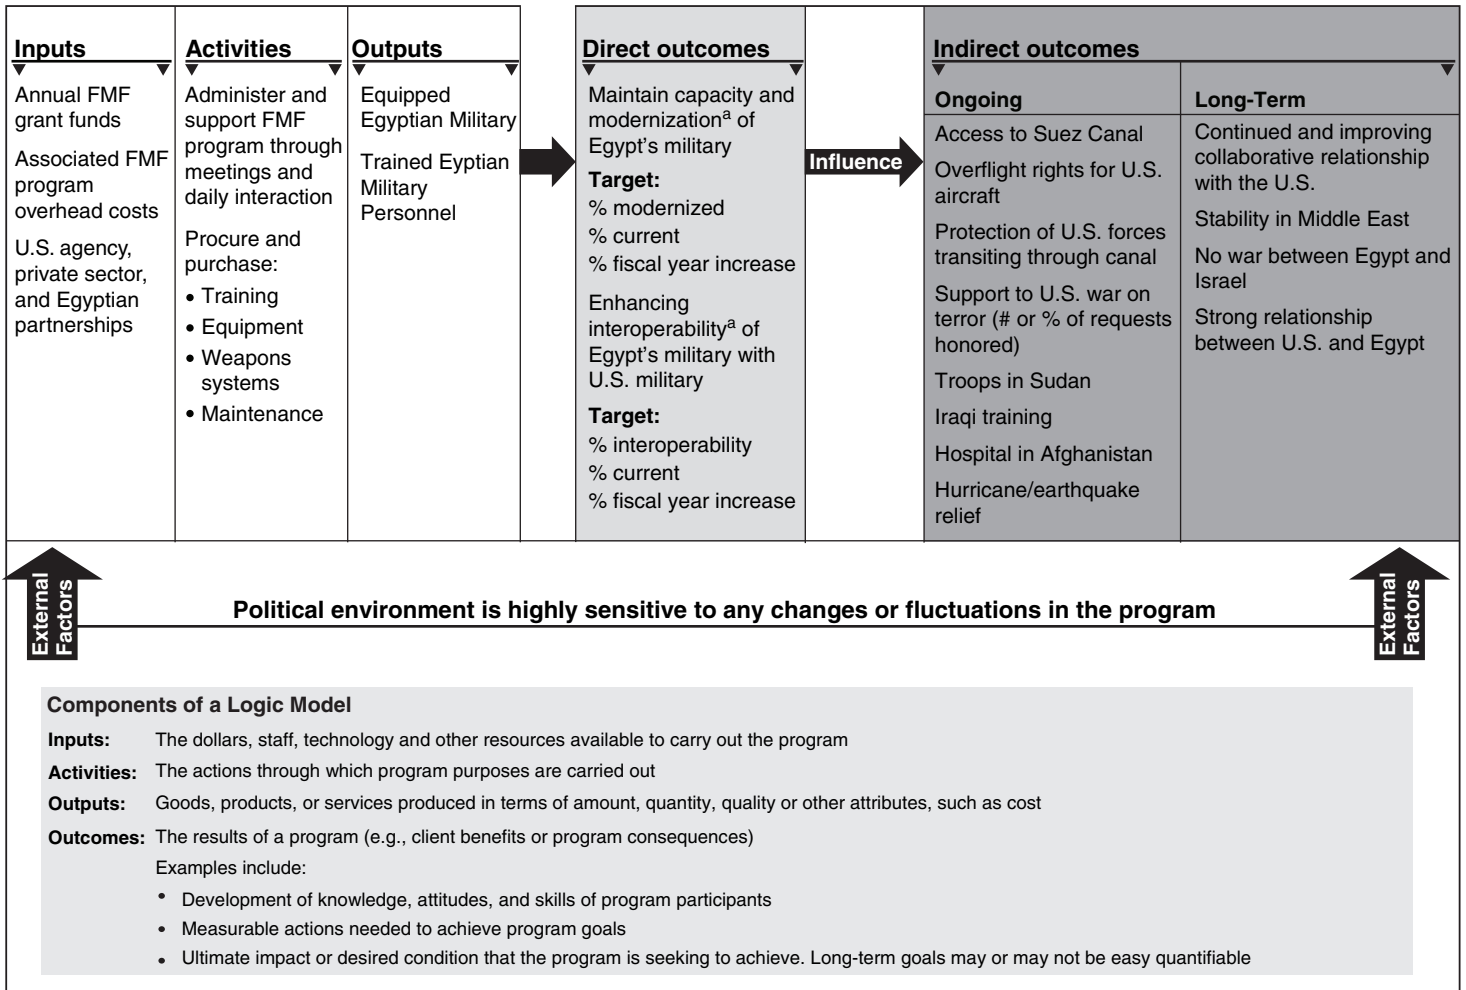 Inputs
Annual FMF
grant funds
Associated FMF
program
overhead costs
U.S. agency,
private sector,
and Egyptian
partnerships
Activities
Administer and
support FMF
program through
meetings and
daily interaction
Procure and
purchase:
• Training
• Equipment
• Weapons
systems
• Maintenance
Outputs
Equipped
Egyptian Military
Trained Eyptian
Military
Personnel
Direct outcomes
Maintain capacity and
modernizationa of
Egypt's military
Target:
% modernized
% current
% fiscal year increase
Enhancing
interoperabilitya of
Egypt's military with
U.S. military
Target:
% interoperability
% current
% fiscal year increase
Influence
Indirect outcomes
Ongoing
Access to Suez Canal
Overflight rights for U.S.
aircraft
Protection of U.S. forces
transiting through canal
Support to U.S. war on
terror (# or % of requests
honored)
Troops in Sudan
Iraqi training
Hospital in Afghanistan
Hurricane/earthquake
relief
Long-Term
Continued and improving
collaborative relationship
with the U.S.
Stability in Middle East
No war between Egypt and
Israel
Strong relationship
between U.S. and Egypt
External
Factors
Political environment is highly sensitive to any changes or fluctuations in the program
External
Factors
Components of a Logic Model
Inputs: The dollars, staff, technology and other resources available to carry out the program
Activities: The actions through which program purposes are carried out
Outputs: Goods, products, or services produced in terms of amount, quantity, quality or other attributes, such as cost
Outcomes: The results of a program (e.g., client benefits or program consequences)
Examples include:
• Development of knowledge, attitudes, and skills of program participants
• Measurable actions needed to achieve program goals
• Ultimate impact or desired condition that the program is seeking to achieve. Long-term goals may or may not be easy quantifiable